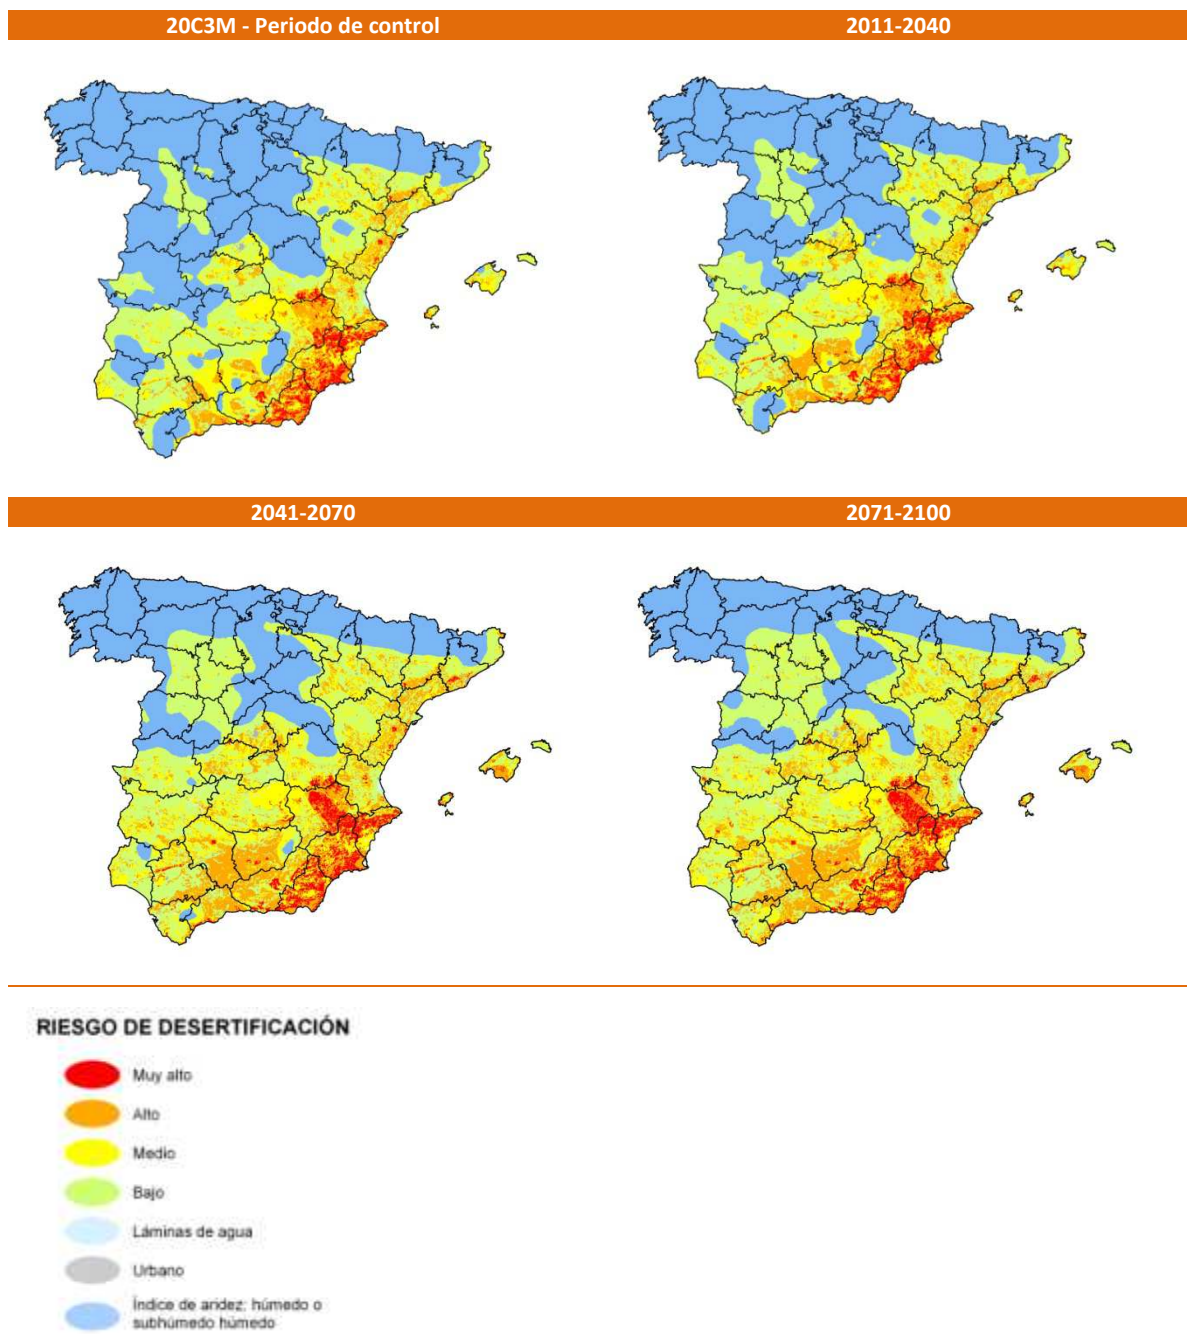 20C3M - Periodo de control
2011-2040
2041-2070
2071-2100
RIESGO DE DESERTIFICACIÓN
Muy alto
Alto
Medio
Bajo
Láminas de agua
Urbano
Índice de aridez: húmedo o
subhúmedo húmedo